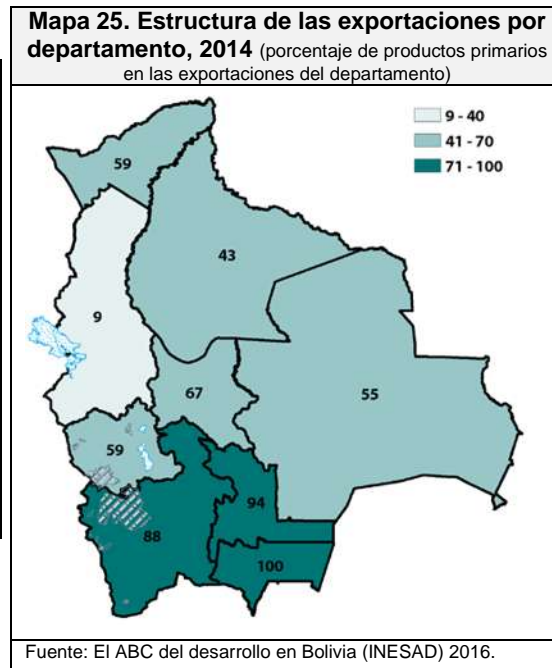 Mapa 25. Estructura de las exportaciones por
departamento, 2014 (porcentaje de productos primarios
en las exportaciones del departamento)
9 - 40
41 - 70
71 - 100
59
43
9
67
55
59
94
88
100
Fuente: El ABC del desarrollo en Bolivia (INESAD) 2016.